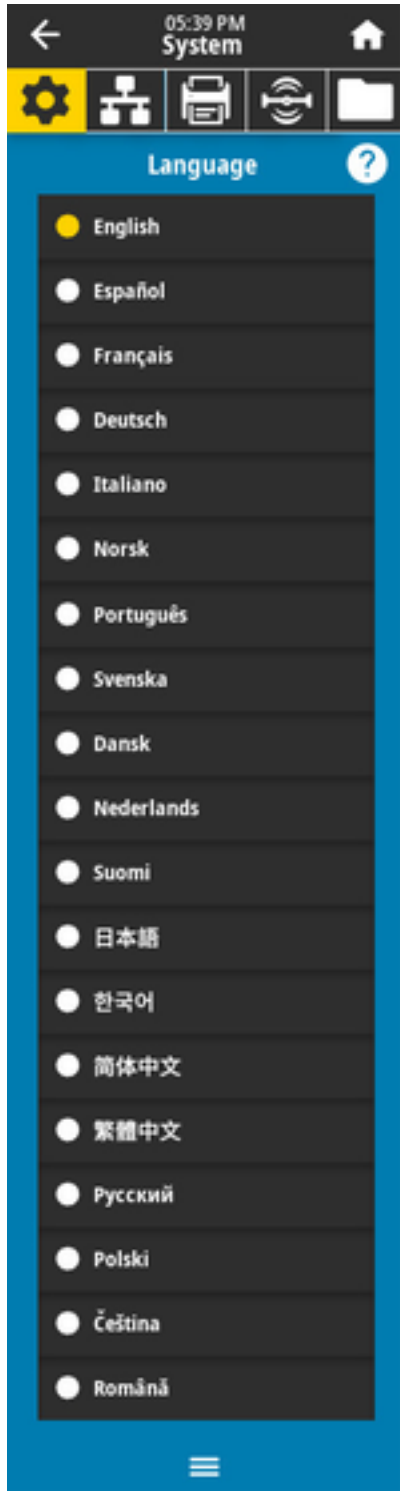 05:39 PM
System
Language
?
English
Español
Français
Deutsch
Italiano
Norsk
Português
Svenska
Dansk
Nederlands
Suomi
日本語
한국어
简体中文
繁體中文
Русский
Polski
Čeština
Română